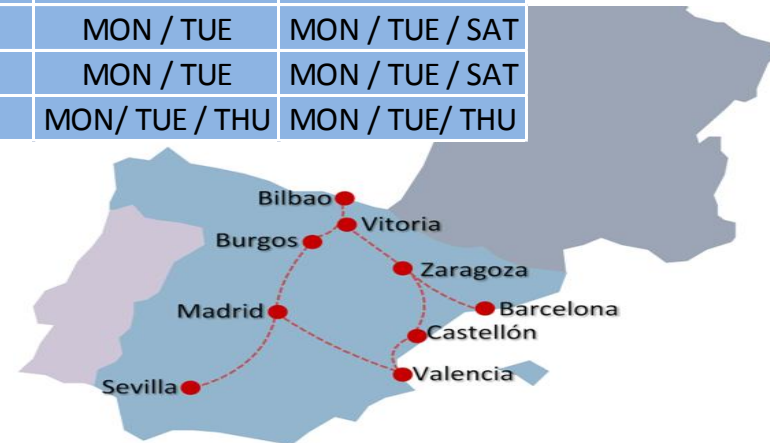 MON / TUE MON / TUE / SAT
MON / TUE MON / TUE / SAT
MON/ TUE / THU MON / TUE/ THU
Bilbao
Vitoria
Burgos
Zaragoza
Madrid
Barcelona
Castellón
Valencia
Sevilla